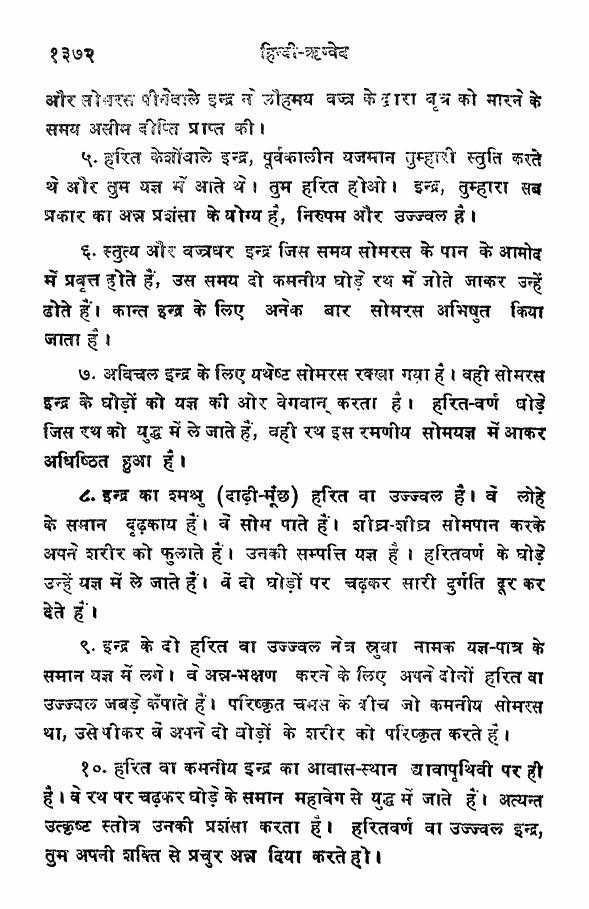 १३७२ हिन्दी-ऋग्वेद
और सोमरस पीनेवाले इन्द्र ने लौहमय वज्र के द्वारा वृत्र को मारने के
समय असीम दीप्ति प्राप्त की।
५. हरित केशोंवाले इन्द्र, पूर्वकालीन यजमान तुम्हारी स्तुति करते
थे और तुम यज्ञ में आते थे। तुम हरित होओ। इन्द्र, तुम्हारा सब
प्रकार का अन्न प्रशंसा के योग्य है, निरुपम और उज्ज्वल है।
६. स्तुत्य और वज्रधर इन्द्र जिस समय सोमरस के पान के आमोद
में प्रवृत्त होते हैं, उस समय दो कमनीय घोड़े रथ में जोते जाकर उन्हें
ढोते हैं। कान्त इन्द्र के लिए अनेक बार सोमरस अभिषुत किया
जाता है।
७. अविचल इन्द्र के लिए यथेष्ट सोमरस रक्खा गया है। वही सोमरस
इन्द्र के घोड़ों को यज्ञ की ओर वेगवान् करता है। हरित-वर्ण घोड़े
जिस रथ को युद्ध में ले जाते हैं, वही रथ इस रमणीय सोमयज्ञ में आकर
अधिष्ठित हुआ है।
८. इन्द्र का श्मश्रु (दाढ़ी-मूँछ) हरित वा उज्ज्वल है। वे लोहे
के समान दृढ़काय हैं। वे सोम पाते हैं। शीघ्र-शीघ्र सोमपान करके
अपने शरीर को फुलाते हैं। उनकी सम्पत्ति यज्ञ है। हरितवर्ण के घोड़े
उन्हें यज्ञ में ले जाते हैं। वे दो घोड़ों पर चढ़कर सारी दुर्गति दूर कर
देते हैं।
९. इन्द्र के दो हरित वा उज्ज्वल नेत्र स्रुवा नामक यज्ञ-पात्र के
समान यज्ञ में लगे। वे अन्न-भक्षण करने के लिए अपने दोनों हरित वा
उज्ज्वल जबड़े कँपाते हैं। परिष्कृत चमस के बीच जो कमनीय सोमरस
था, उसे पीकर वे अपने दो घोड़ों के शरीर को परिष्कृत करते हैं।
१०. हरित वा कमनीय इन्द्र का आवास-स्थान द्यावापृथिवी पर ही
है। वे रथ पर चढ़कर घोड़े के समान महावेग से युद्ध में जाते हैं। अत्यन्त
उत्कृष्ट स्तोत्र उनकी प्रशंसा करता है। हरितवर्ण वा उज्ज्वल इन्द्र,
तुम अपनी शक्ति से प्रचुर अन्न दिया करते हो।